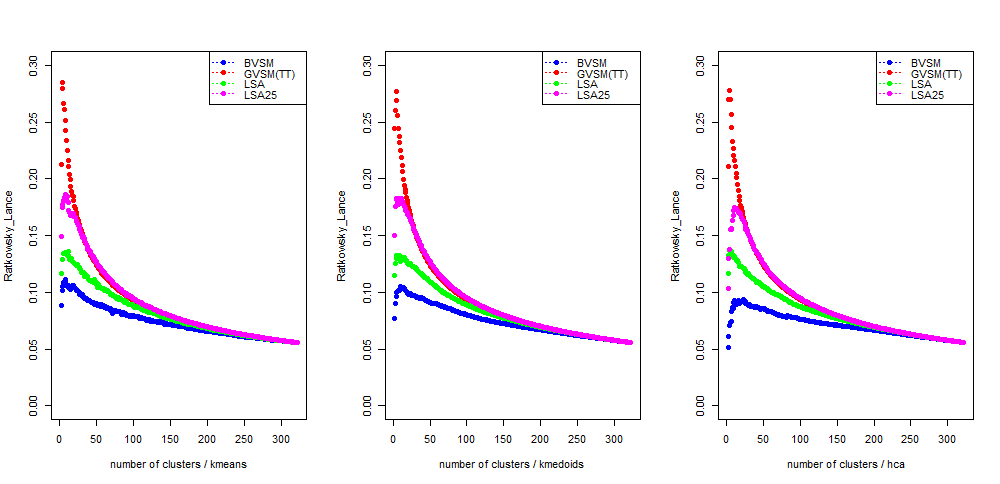 Ratkowsky_Lance
0.00 0.05 0.10 0.15 0.20 0.25 0.30
BVSM
GVSM(TT)
LSA
LSA25
0 50 100 150 200 250 300
number of clusters / kmeans
Ratkowsky_Lance
0.00 0.05 0.10 0.15 0.20 0.25 0.30
BVSM
GVSM(TT)
LSA
LSA25
0 50 100 150 200 250 300
number of clusters / kmedoids
Ratkowsky_Lance
0.00 0.05 0.10 0.15 0.20 0.25 0.30
BVSM
GVSM(TT)
LSA
LSA25
0 50 100 150 200 250 300
number of clusters / hca